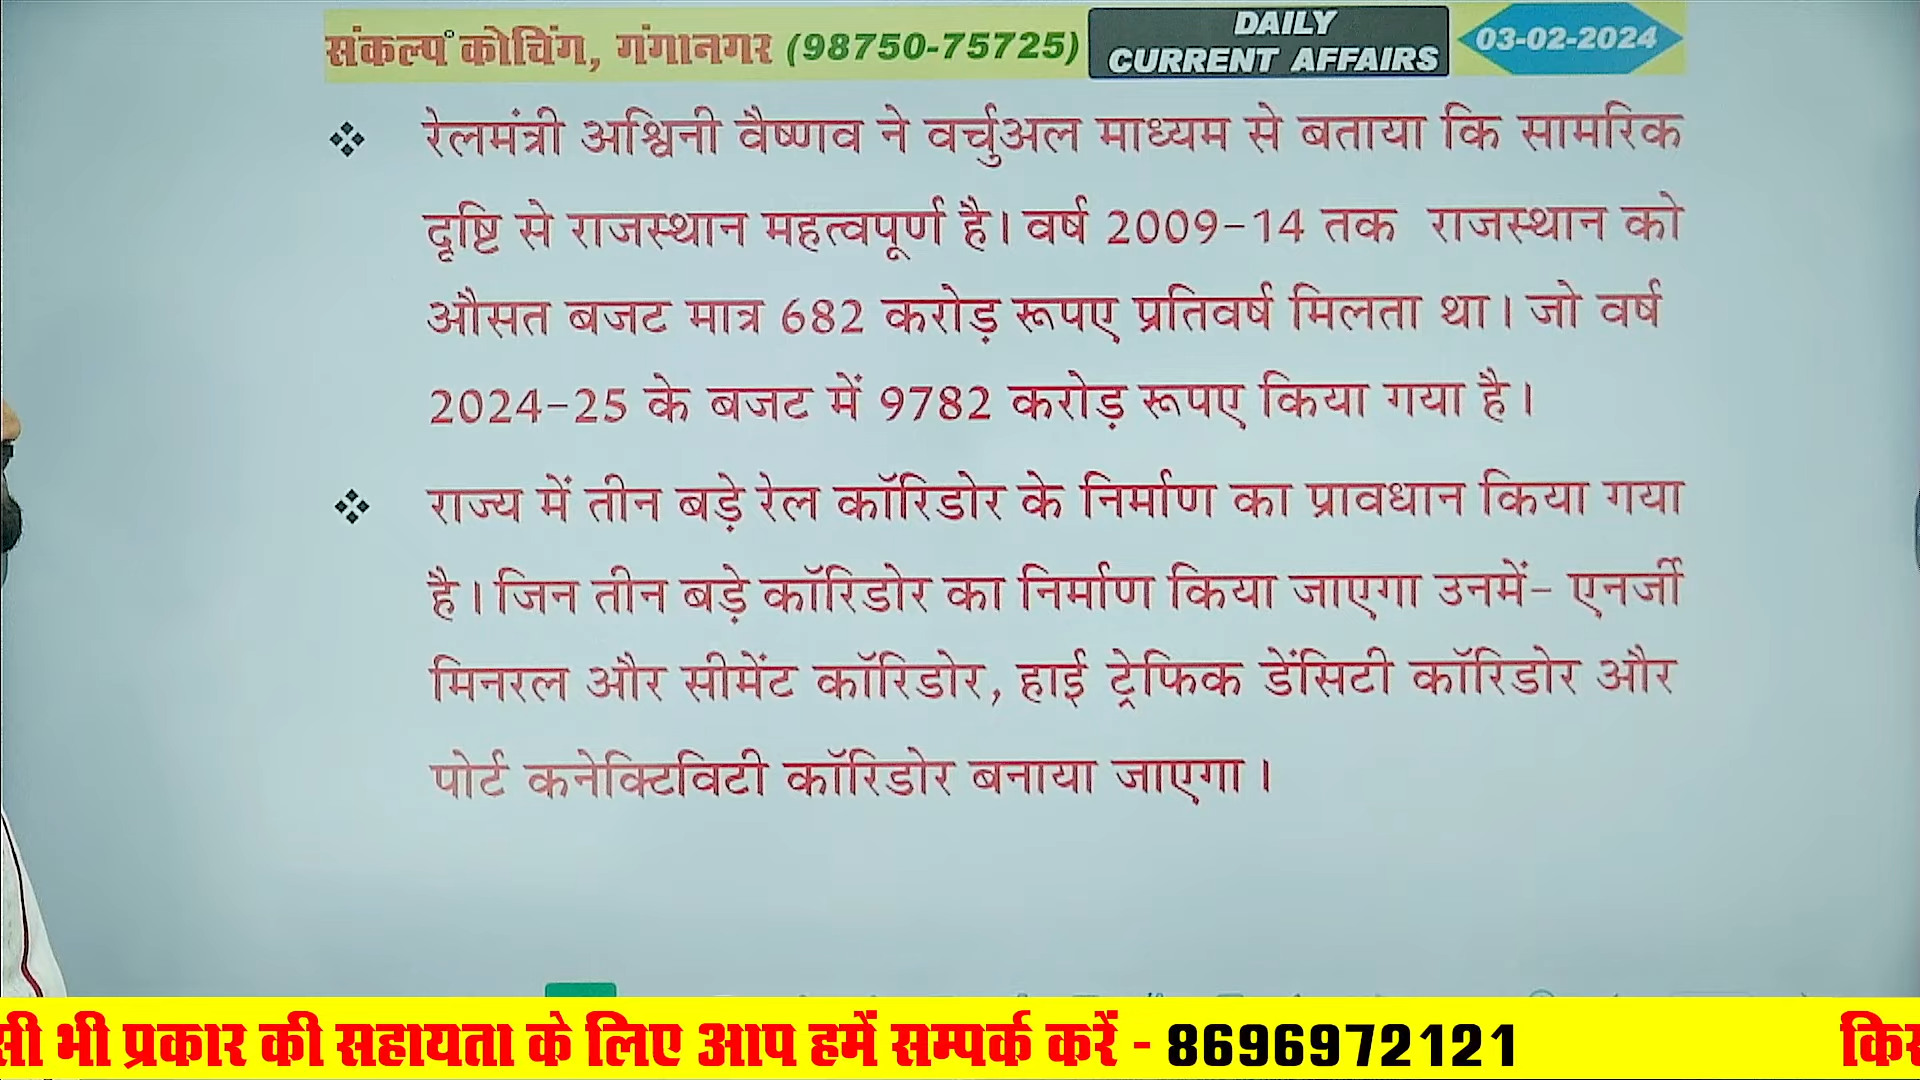 संकल्प कोचिंग, गंगानगर (98750-75725)
DAILY
CURRENT AFFAIRS
03-02-2024
❖ रेलमंत्री अश्विनी वैष्णव ने वर्चुअल माध्यम से बताया कि सामरिक
दृष्टि से राजस्थान महत्वपूर्ण है। वर्ष 2009-14 तक राजस्थान को
औसत बजट मात्र 682 करोड़ रूपए प्रतिवर्ष मिलता था। जो वर्ष
2024-25 के बजट में 9782 करोड़ रूपए किया गया है।
❖ राज्य में तीन बड़े रेल कॉरिडोर के निर्माण का प्रावधान किया गया
है। जिन तीन बड़े कॉरिडोर का निर्माण किया जाएगा उनमें- एनर्जी
मिनरल और सीमेंट कॉरिडोर, हाई ट्रेफिक डेंसिटी कॉरिडोर और
पोर्ट कनेक्टिविटी कॉरिडोर बनाया जाएगा।
सी भी प्रकार की सहायता के लिए आप हमें सम्पर्क करें - 8696972121